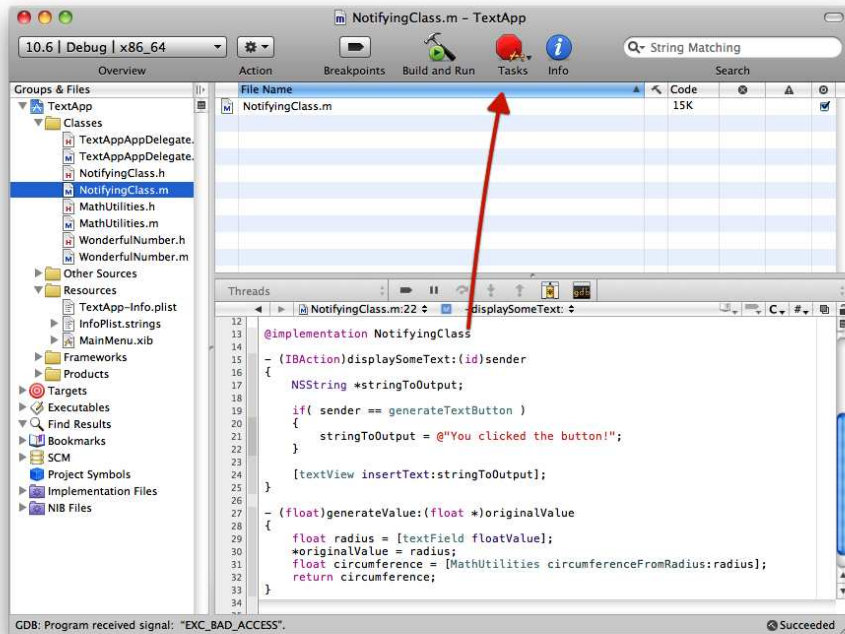 NotifyingClass.m - TextApp
10.6 | Debug | x86_64
String Matching
Overview
Action
Breakpoints
Build and Run
Tasks
Info
Search
Groups & Files
TextApp
Classes
TextAppAppDelegate.
TextAppAppDelegate.
NotifyingClass.h
NotifyingClass.m
MathUtilities.h
MathUtilities.m
WonderfulNumber.h
WonderfulNumber.m
Other Sources
Resources
TextApp-Info.plist
InfoPlist.strings
MainMenu.xib
Frameworks
Products
Targets
Executables
Find Results
Bookmarks
SCM
Project Symbols
Implementation Files
NIB Files
File Name Code
NotifyingClass.m 15K
Threads
NotifyingClass.m:22 -displaySomeText: C, #,
12
13 @implementation NotifyingClass
14
15 - (IBAction)displaySomeText:(id)sender
16 {
17 NSString *stringToOutput;
18
19 if( sender == generateTextButton )
20 {
21 stringToOutput = @"You clicked the button!";
22 }
23
24 [textView insertText:stringToOutput];
25 }
26
27 - (float)generateValue:(float *)originalValue
28 {
29 float radius = [textField floatValue];
30 *originalValue = radius;
31 float circumference = [MathUtilities circumferenceFromRadius:radius];
32 return circumference;
33 }
34
GDB: Program received signal: "EXC_BAD_ACCESS".
Succeeded